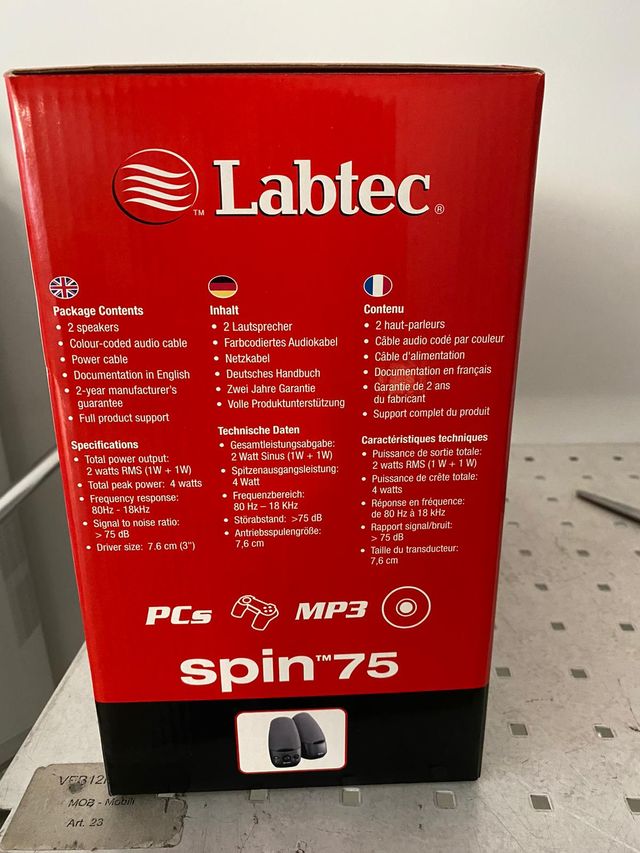 Labtec®
TM
Package Contents
• 2 speakers
• Colour-coded audio cable
• Power cable
• Documentation in English
• 2-year manufacturer's
guarantee
• Full product support
Specifications
• Total power output:
2 watts RMS (1W + 1W)
• Total peak power: 4 watts
• Frequency response:
80Hz - 18kHz
• Signal to noise ratio:
> 75 dB
• Driver size: 7.6 cm (3")
Inhalt
• 2 Lautsprecher
• Farbcodiertes Audiokabel
• Netzkabel
• Deutsches Handbuch
• Zwei Jahre Garantie
• Volle Produktunterstützung
Technische Daten
• Gesamtleistungsabgabe:
2 Watt Sinus (1W + 1W)
• Spitzenausgangsleistung:
4 Watt
• Frequenzbereich:
80 Hz – 18 KHz
• Störabstand: >75 dB
• Antriebsspulengröße:
7,6 cm
Contenu
• 2 haut-parleurs
• Câble audio codé par couleur
• Câble d'alimentation
• Documentation en français
• Garantie de 2 ans
du fabricant
• Support complet du produit
Caractéristiques techniques
• Puissance de sortie totale:
2 watts RMS (1 W + 1 W)
• Puissance de crête totale:
4 watts
• Réponse en fréquence:
de 80 Hz à 18 kHz
• Rapport signal/bruit:
> 75 dB
• Taille du transducteur:
7,6 cm
PCs MP3
spin™75
MOB - Mobili
Art. 23